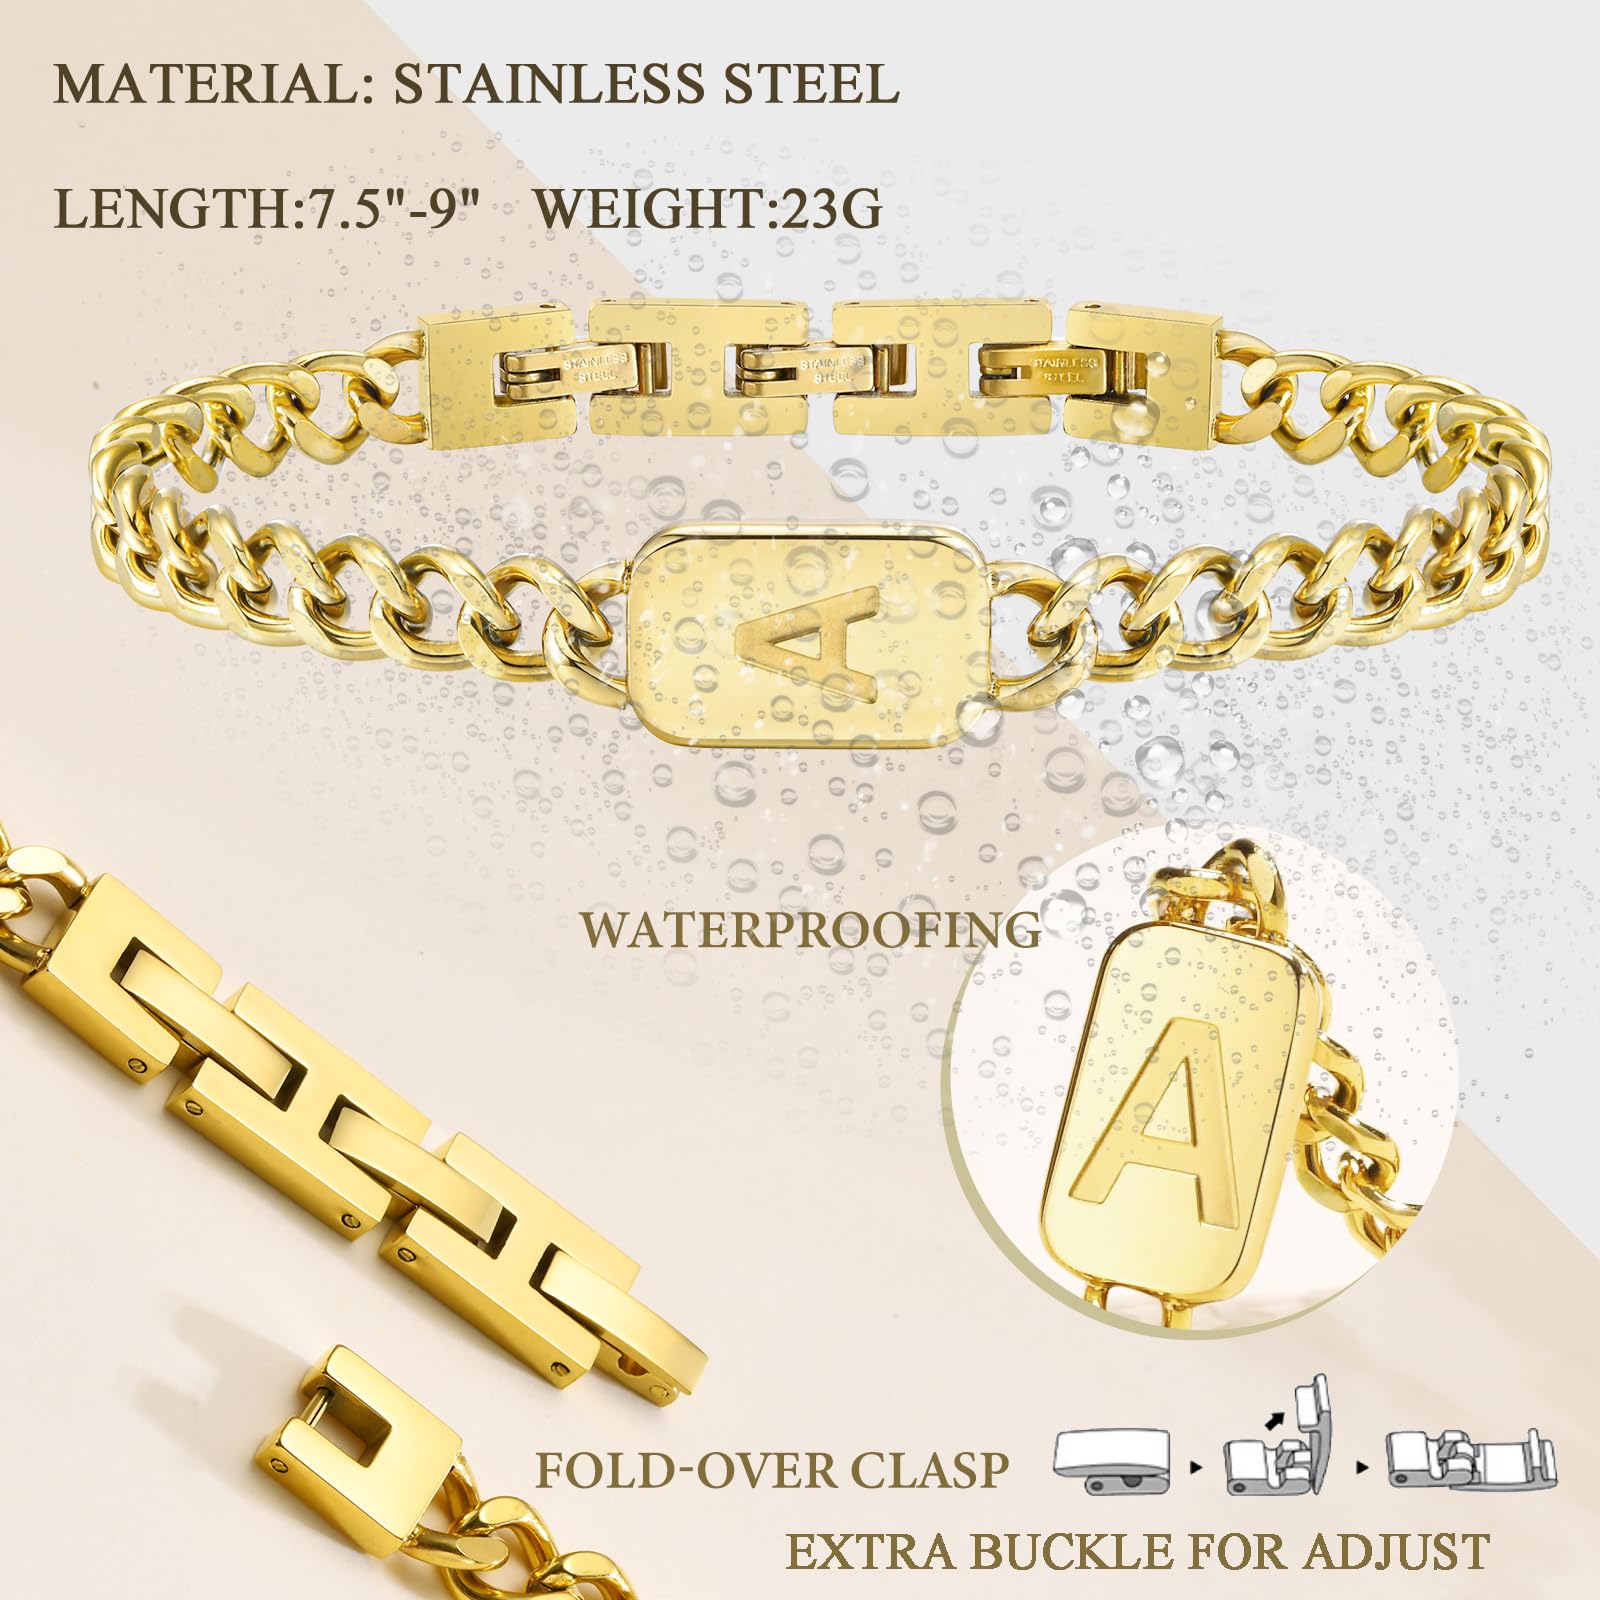 MATERIAL: STAINLESS STEEL
LENGTH:7.5"-9" WEIGHT:23G
STAINLESS
STEEL
STAINLESS
STEEL
STAINLESS
STEEL
A
WATERPROOFING
A
FOLD-OVER CLASP
EXTRA BUCKLE FOR ADJUST